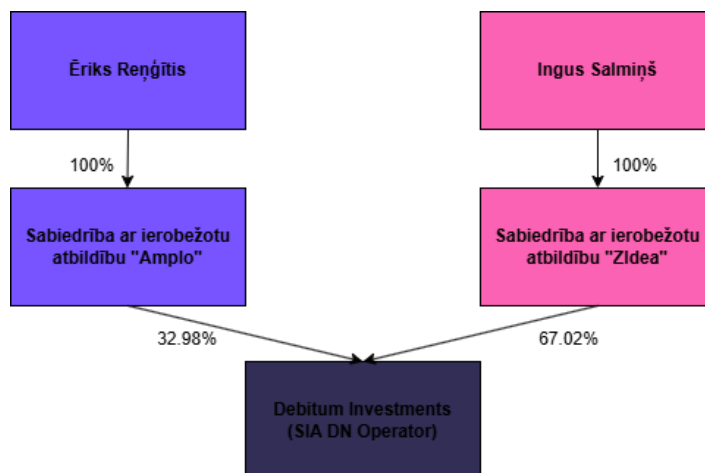 Ēriks Reņģītis
Ingus Salmiņš
100%
100%
Sabiedrība ar ierobežotu
atbildību "Amplo"
Sabiedrība ar ierobežotu
atbildību "ZIdea"
32.98%
67.02%
Debitum Investments
(SIA DN Operator)